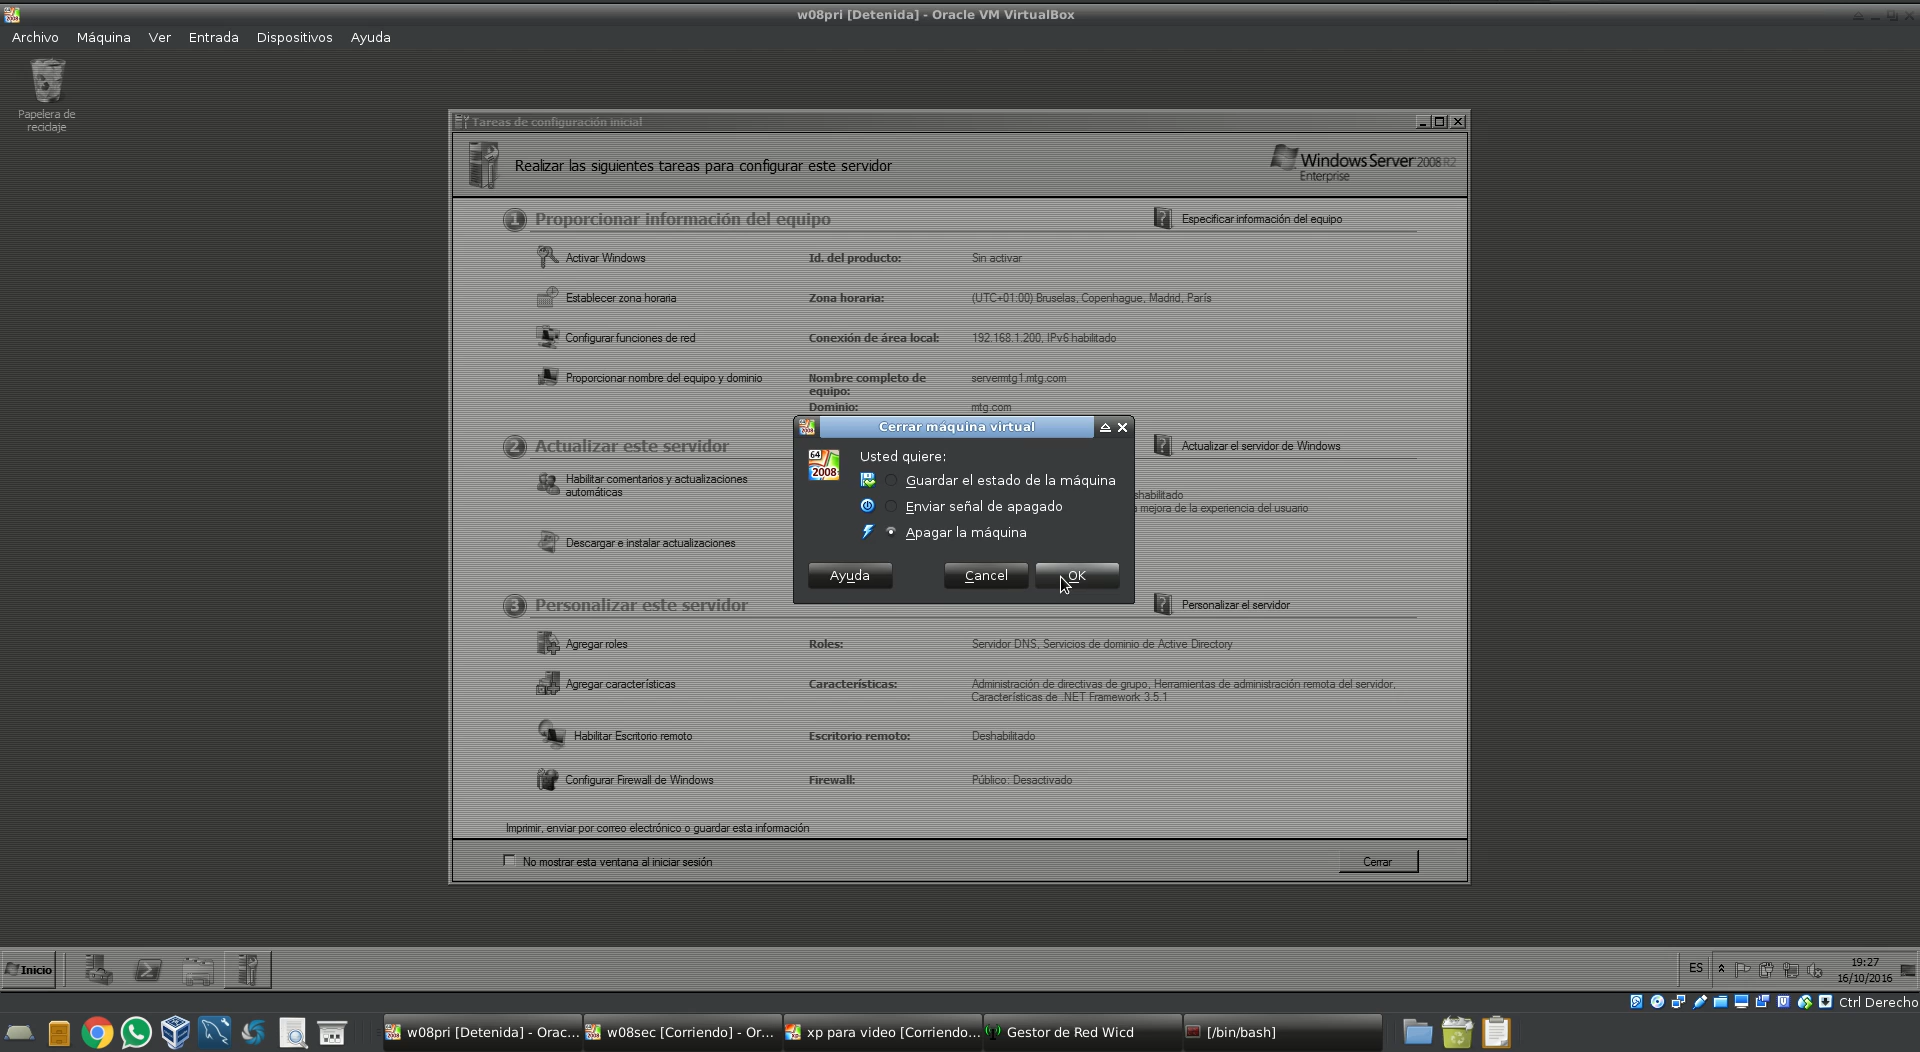 w08pri [Detenida] - Oracle VM VirtualBox
Archivo Máquina Ver Entrada Dispositivos Ayuda
Papelera de
reciclaje
Tareas de configuración inicial
Realizar las siguientes tareas para configurar este servidor
Windows Server 2008 R2
Enterprise
1 Proporcionar información del equipo
Especificar información del equipo
Activar Windows Id. del producto: Sin activar
Establecer zona horaria Zona horaria: (UTC+01:00) Bruselas, Copenhague, Madrid, París
Configurar funciones de red Conexión de área local: 192.168.1.200, IPv6 habilitado
Proporcionar nombre del equipo y dominio Nombre completo de servermtg1.mtg.com
equipo:
Dominio: mtg.com
Cerrar máquina virtual
2 Actualizar este servidor
Actualizar el servidor de Windows
64
2008
Usted quiere:
Guardar el estado de la máquina
Enviar señal de apagado
Apagar la máquina
Ayuda Cancel OK
Habilitar comentarios y actualizaciones
automáticas
shabilitado
a mejora de la experiencia del usuario
Descargar e instalar actualizaciones
3 Personalizar este servidor
Personalizar el servidor
Agregar roles Roles: Servidor DNS, Servicios de dominio de Active Directory
Agregar características Características: Administración de directivas de grupo, Herramientas de administración remota del servidor,
Características de .NET Framework 3.5.1
Habilitar Escritorio remoto Escritorio remoto: Deshabilitado
Configurar Firewall de Windows Firewall: Público: Desactivado
Imprimir, enviar por correo electrónico o guardar esta información
No mostrar esta ventana al iniciar sesión
Cerrar
Inicio
ES
19:27
16/10/2016
Ctrl Derecho
w08pri [Detenida] - Orac... w08sec [Corriendo] - Or... xp para video [Corriendo... Gestor de Red Wicd [/bin/bash]